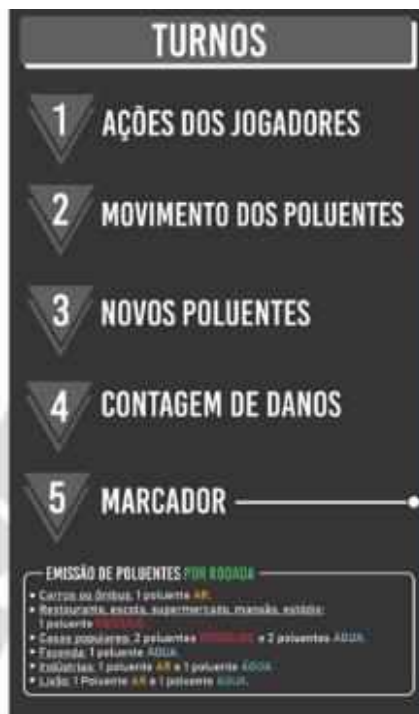 TURNOS
1 AÇÕES DOS JOGADORES
2 MOVIMENTO DOS POLUENTES
3 NOVOS POLUENTES
4 CONTAGEM DE DANOS
5 MARCADOR
EMISSÃO DE POLUENTES POR RODADA
• Carros ou ônibus: 1 poluente AR.
• Restaurante, escola, supermercado, mansão, estádio:
1 poluente
• Casas populares: 2 poluentes e 2 poluentes ÁGUA.
• Fazenda: 1 poluente ÁGUA.
• Indústrias: 1 poluente AR e 1 poluente ÁGUA.
• Lixão: 1 Poluente AR e 1 poluente ÁGUA.